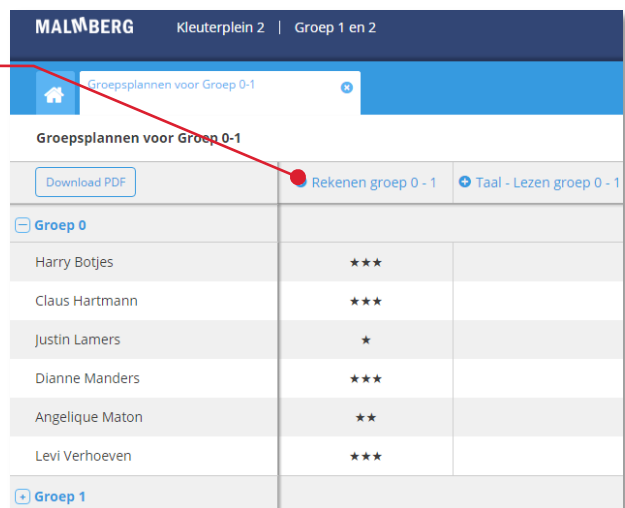 MALMBERG Kleuterplein 2 | Groep 1 en 2
Groepsplannen voor Groep 0-1
Groepsplannen voor Groep 0-1
Download PDF Rekenen groep 0 - 1 Taal - Lezen groep 0 - 1
Groep 0
Harry Botjes ★★★
Claus Hartmann ★★★
Justin Lamers ★
Dianne Manders ★★★
Angelique Maton ★★
Levi Verhoeven ★★★
Groep 1